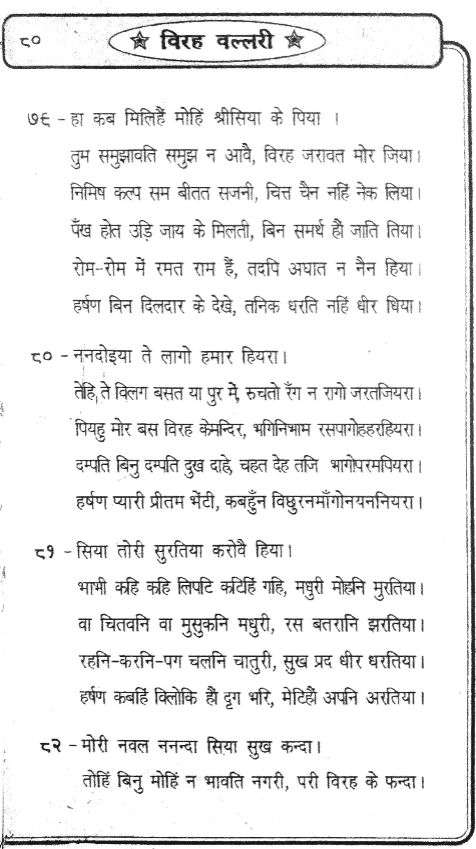 ८०
☆ विरह वल्लरी ☆
७९ - हा कब मिलिहैं मोहिं श्रीसिया के पिया ।
तुम समुझावति समुझ न आवै, विरह जरावत मोर जिया।
निमिष कल्प सम बीतत सजनी, चित्त चैन नहिं नेक लिया।
पँख होत उड़ि जाय के मिलती, बिन समर्थ हौं जाति तिया।
रोम-रोम में रमत राम हैं, तदपि अघात न नैन हिया।
हर्षण बिन दिलदार के देखे, तनिक धरति नहिं धीर धिया।
८० - ननदोइया ते लागो हमार हियरा।
तेहि, ते विलग बसत या पुर में, रुचतो रँग न रागो जरतजियरा।
पियहु मोर बस विरह केमन्दिर, भगिनिभाम रसपागोहहरहियरा।
दम्पति बिनु दम्पति दुख दाहे, चहत देह तजि भागोपरमपियरा।
हर्षण प्यारी प्रीतम भेंटी, कबहुँन विछुरनमाँगोनयननियरा।
८१ - सिया तोरी सुरतिया करोवै हिया।
भाभी कहि कहि लिपटि कटिहिं गहि, मधुरी मोहनि मुरतिया।
वा चितवनि वा मुसुकनि मधुरी, रस बतरानि झरतिया।
रहनि-करनि-पग चलनि चातुरी, सुख प्रद धीर धरतिया।
हर्षण कबहिं विलोकि हौं दृग भरि, मेटिहौं अपनि अरतिया।
८२ - मोरी नवल ननन्दा सिया सुख कन्दा।
तोहिं बिनु मोहिं न भावति नगरी, परी विरह के फन्दा।